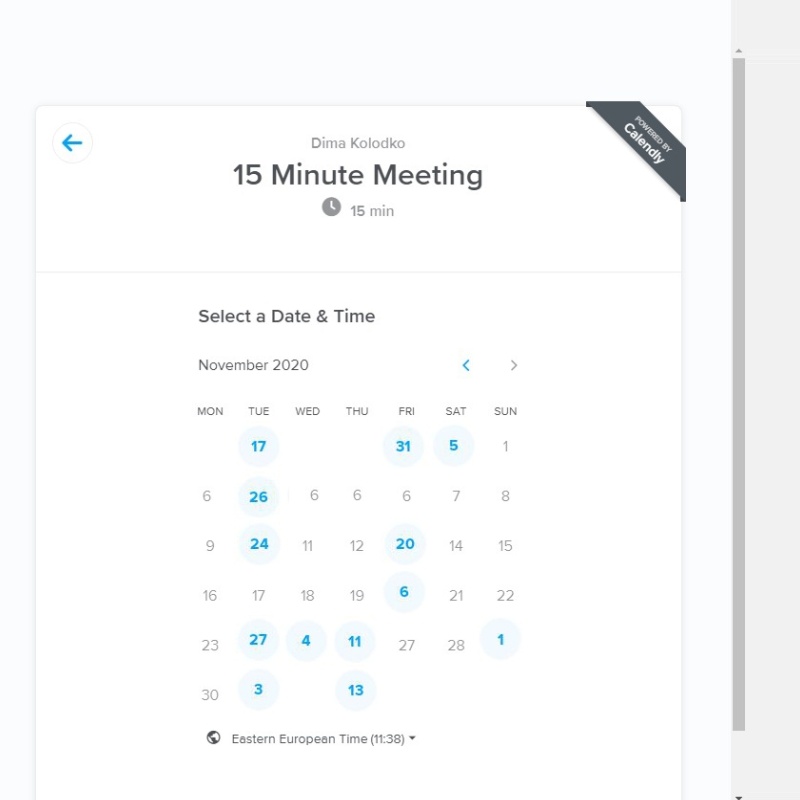 POWERED BY
Calendly
Dima Kolodko
15 Minute Meeting
15 min
Select a Date & Time
November 2020
MON TUE WED THU FRI SAT SUN
17 31 5 1
6 26 6 6 6 7 8
9 24 11 12 20 14 15
16 17 18 19 6 21 22
23 27 4 11 27 28 1
30 3 13
Eastern European Time (11:38)